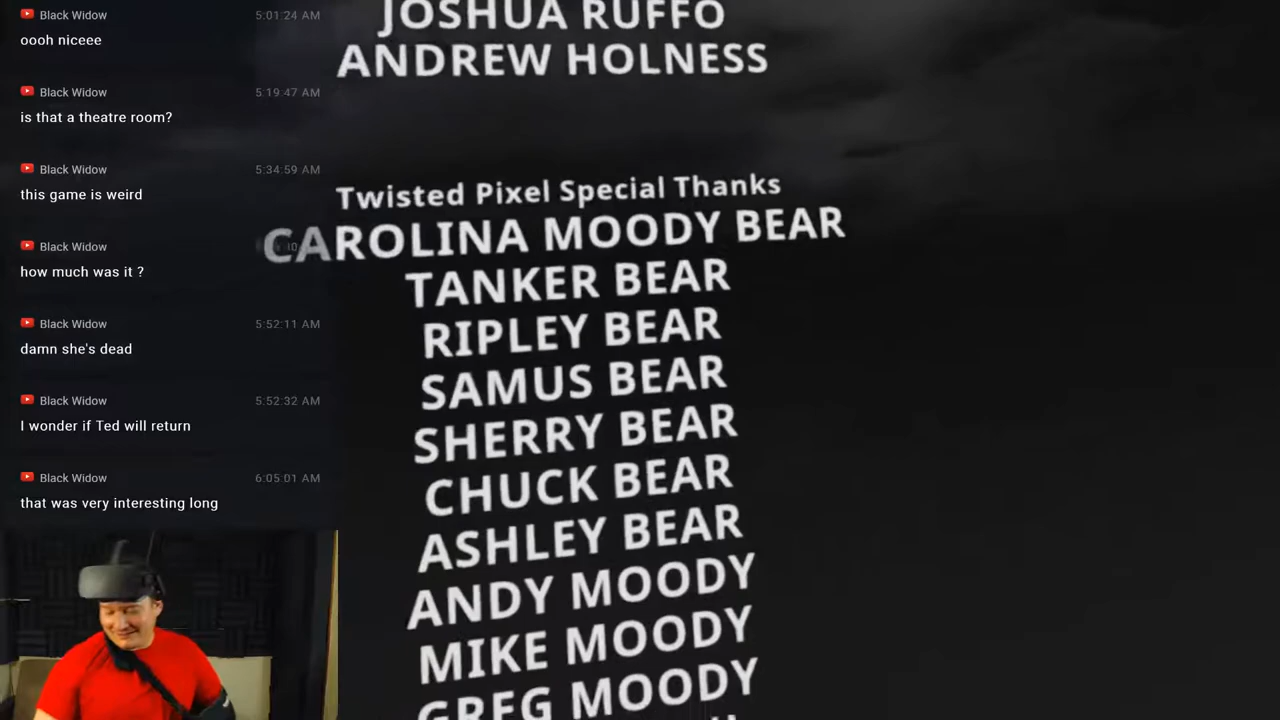 Black Widow 5:01:24 AM
oooh niceee
Black Widow 5:19:47 AM
is that a theatre room?
Black Widow 5:34:59 AM
this game is weird
Black Widow
how much was it ?
Black Widow 5:52:11 AM
damn she's dead
Black Widow 5:52:32 AM
I wonder if Ted will return
Black Widow 6:05:01 AM
that was very interesting long
JOSHUA RUFFO
ANDREW HOLNESS
Twisted Pixel Special Thanks
CAROLINA MOODY BEAR
TANKER BEAR
RIPLEY BEAR
SAMUS BEAR
SHERRY BEAR
CHUCK BEAR
ASHLEY BEAR
ANDY MOODY
MIKE MOODY
GREG MOODY